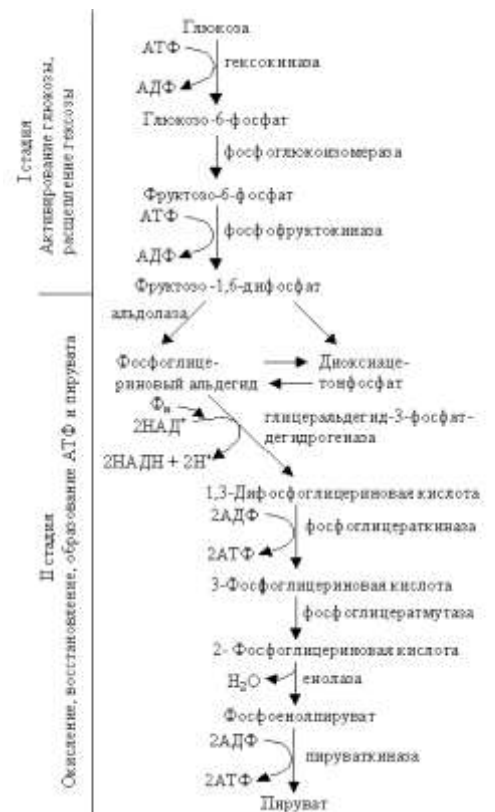 Глюкоза
АТФ
гексокиназа
АДФ
Глюкозо-6-фосфат
фосфоглюкоизомераза
Фруктозо-6-фосфат
АТФ
фосфофруктокиназа
АДФ
Фруктозо-1,6-дифосфат
I стадия
Активирование глюкозы,
расщепление гексозы
альдолаза
Фосфоглице-
риновый альдегид
Диоксиаце-
тонфосфат
Фн
2НАД⁺
глицеральдегид-3-фосфат-
дегидрогеназа
2НАДН + 2Н⁺
1,3-Дифосфоглицериновая кислота
2АДФ
фосфоглицераткиназа
2АТФ
3-Фосфоглицериновая кислота
фосфоглицератмутаза
2- Фосфоглицериновая кислота
H₂O
енолаза
Фосфоенолпируват
2АДФ
пируваткиназа
2АТФ
Пируват
II стадия
Окисление, восстановление, образование АТФ и пирувата